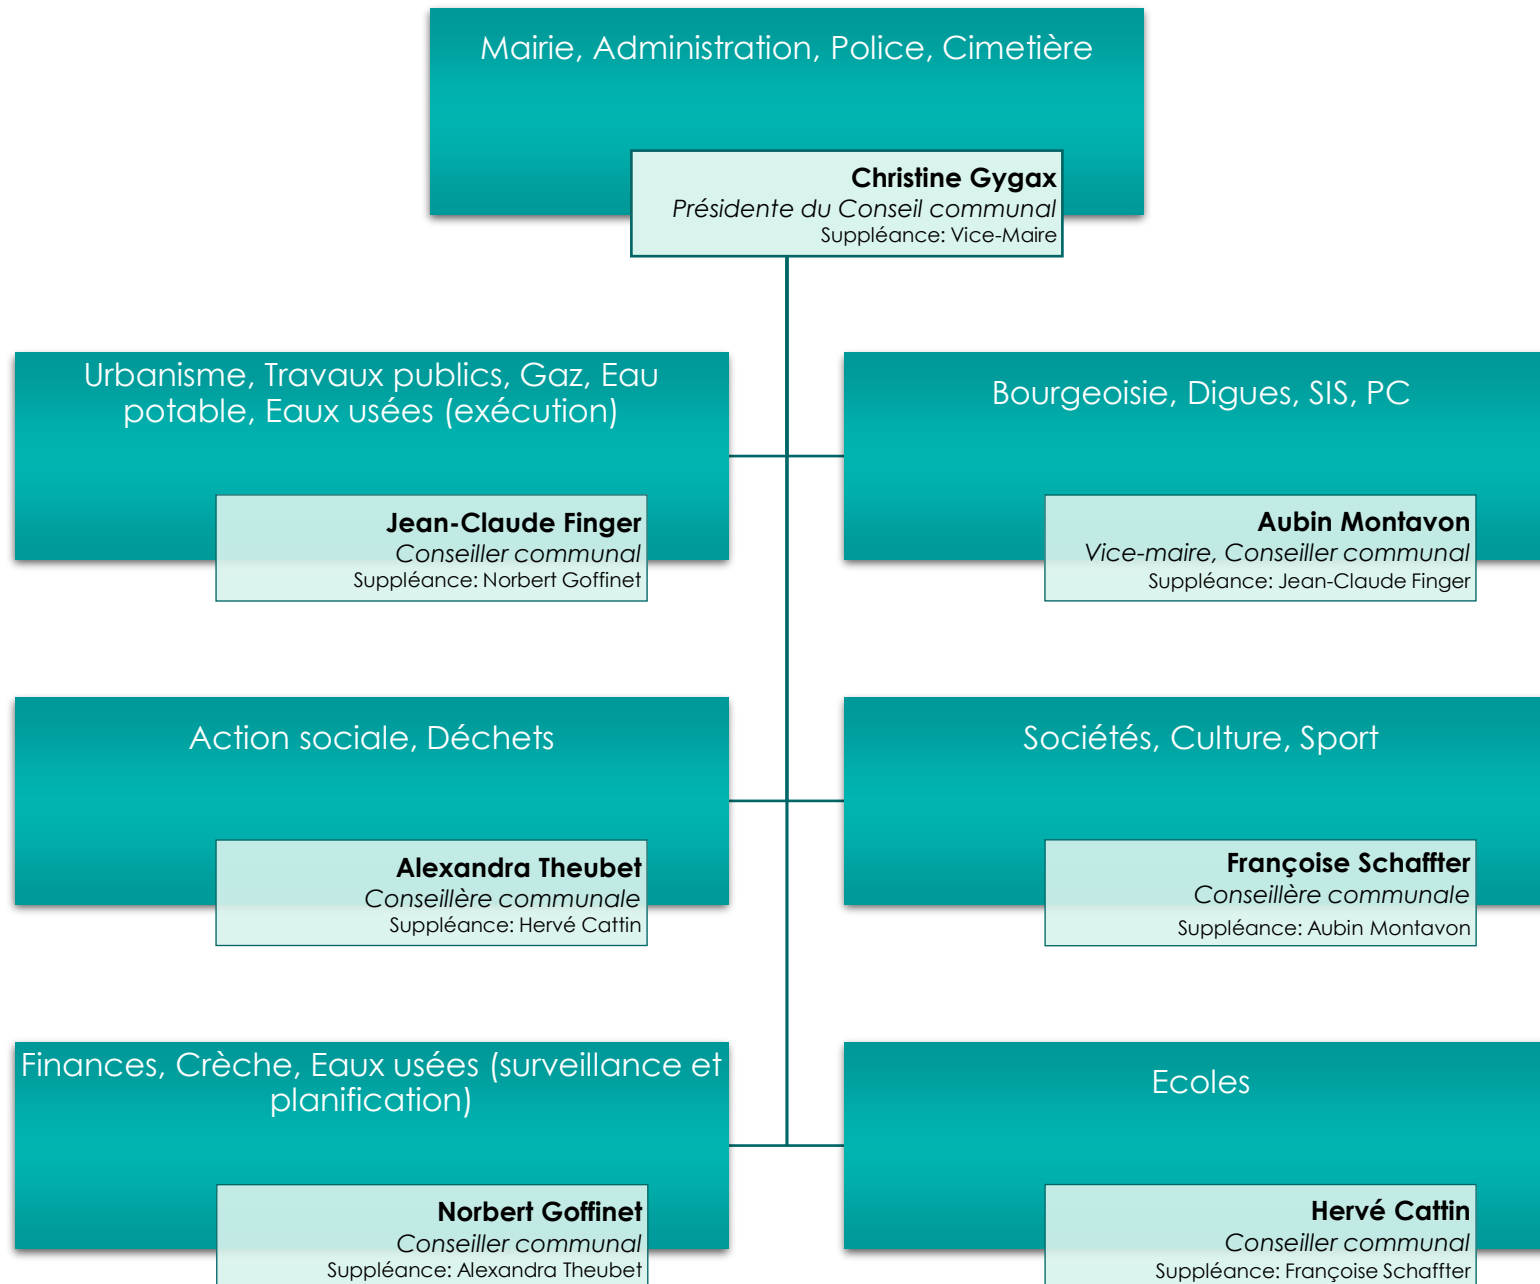 Mairie, Administration, Police, Cimetière
Christine Gygax
Présidente du Conseil communal
Suppléance: Vice-Maire
Urbanisme, Travaux publics, Gaz, Eau
potable, Eaux usées (exécution)
Jean-Claude Finger
Conseiller communal
Suppléance: Norbert Goffinet
Bourgeoisie, Digues, SIS, PC
Aubin Montavon
Vice-maire, Conseiller communal
Suppléance: Jean-Claude Finger
Action sociale, Déchets
Alexandra Theubet
Conseillère communale
Suppléance: Hervé Cattin
Sociétés, Culture, Sport
Françoise Schaffter
Conseillère communale
Suppléance: Aubin Montavon
Finances, Crèche, Eaux usées (surveillance et
planification)
Norbert Goffinet
Conseiller communal
Suppléance: Alexandra Theubet
Ecoles
Hervé Cattin
Conseiller communal
Suppléance: Françoise Schaffter